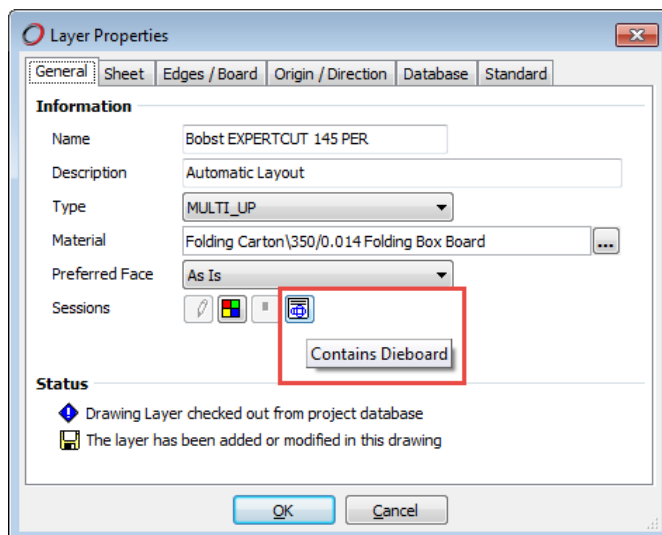 Layer Properties
General Sheet Edges / Board Origin / Direction Database Standard
Information
Name Bobst EXPERTCUT 145 PER
Description Automatic Layout
Type MULTI_UP
Material Folding Carton\350/0.014 Folding Box Board ...
Preferred Face As Is
Sessions
Contains Dieboard
Status
Drawing Layer checked out from project database
The layer has been added or modified in this drawing
OK Cancel